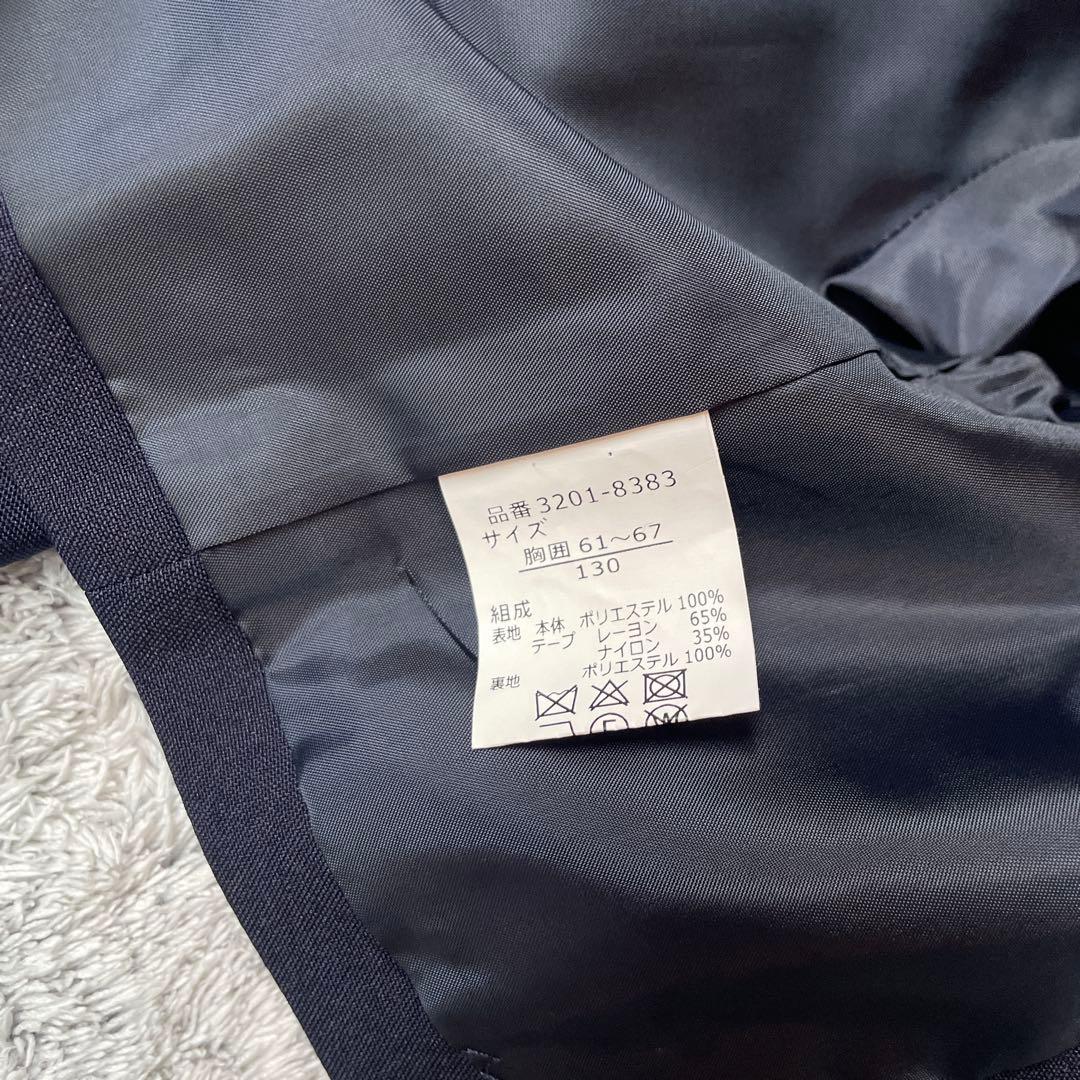 品番 3201-8383
サイズ
胸囲 61～67
130
組成
表地 本体 ポリエステル 100%
テープ レーヨン 65%
ナイロン 35%
裏地 ポリエステル 100%